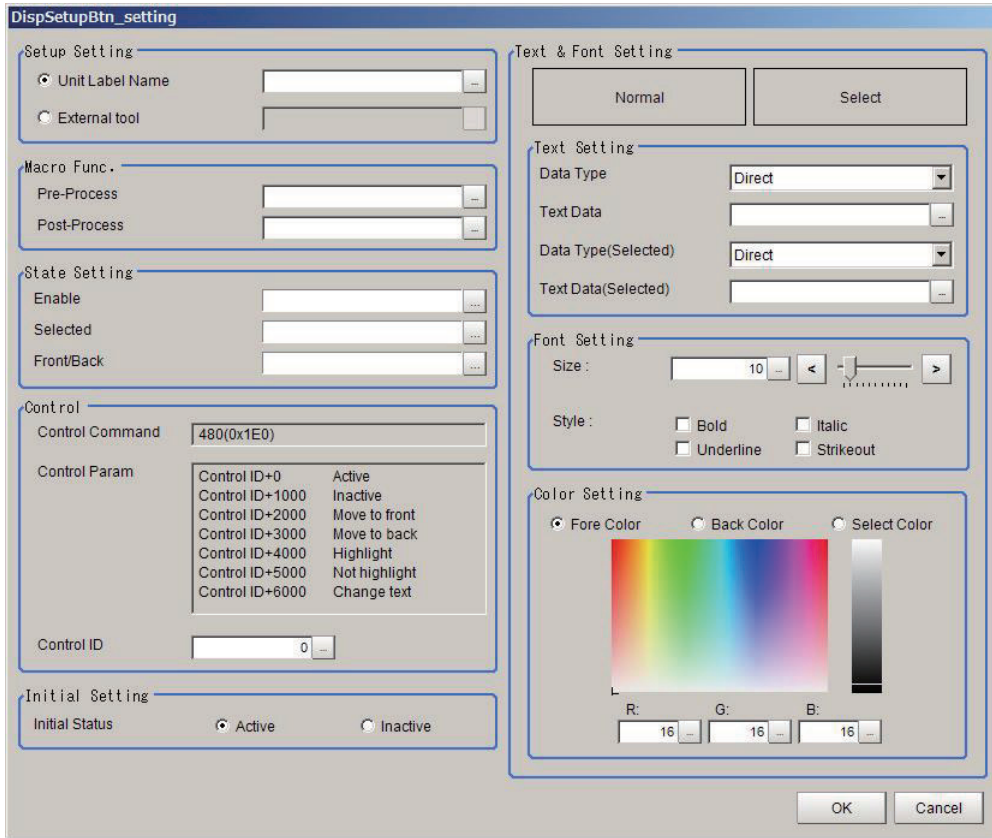 DispSetupBtn_setting
Setup Setting
Unit Label Name ...
External tool
Macro Func.
Pre-Process ...
Post-Process ...
State Setting
Enable ...
Selected ...
Front/Back ...
Control
Control Command 480(0x1E0)
Control Param
Control ID+0 Active
Control ID+1000 Inactive
Control ID+2000 Move to front
Control ID+3000 Move to back
Control ID+4000 Highlight
Control ID+5000 Not highlight
Control ID+6000 Change text
Control ID 0 ...
Initial Setting
Initial Status Active Inactive
Text & Font Setting
Normal Select
Text Setting
Data Type Direct
Text Data ...
Data Type(Selected) Direct
Text Data(Selected) ...
Font Setting
Size : 10 ... < >
Style : Bold Italic
Underline Strikeout
Color Setting
Fore Color Back Color Select Color
R: G: B:
16 ... 16 ... 16 ...
OK Cancel